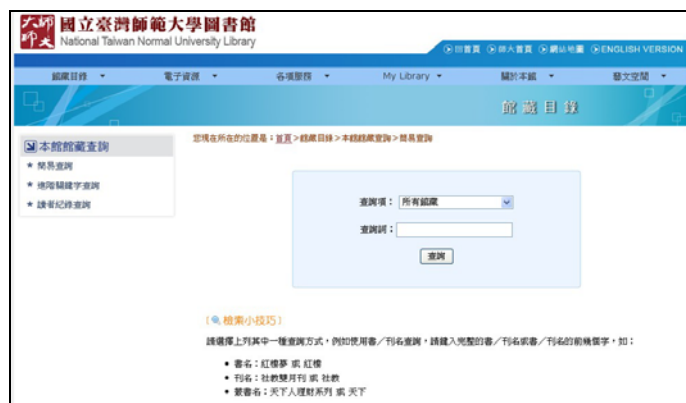 大師 師大 國立臺灣師範大學圖書館
National Taiwan Normal University Library
回首頁 師大首頁 網站地圖 ENGLISH VERSION
館藏目錄 電子資源 各項服務 My Library 關於本館 藝文空間
館藏目錄
本館館藏查詢
★ 簡易查詢
★ 進階關鍵字查詢
★ 讀者紀錄查詢
您現在所在的位置是：首頁>館藏目錄>本館館藏查詢>簡易查詢
查詢項： 所有館藏
查詢詞：
查詢
〔檢索小技巧〕
請選擇上列其中一種查詢方式，例如使用書／刊名查詢，請鍵入完整的書／刊名或書／刊名的前幾個字，如：
• 書名：紅樓夢 或 紅樓
• 刊名：社教雙月刊 或 社教
• 叢書名：天下人理財系列 或 天下